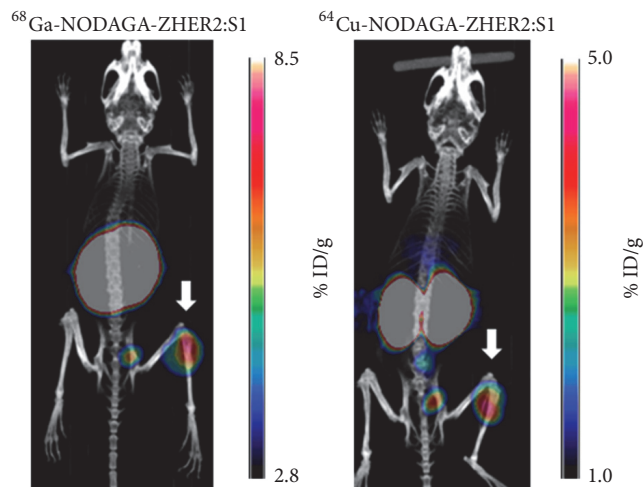 ⁶⁸Ga-NODAGA-ZHER2:S1
⁶⁴Cu-NODAGA-ZHER2:S1
8.5
% ID/g
2.8
5.0
% ID/g
1.0